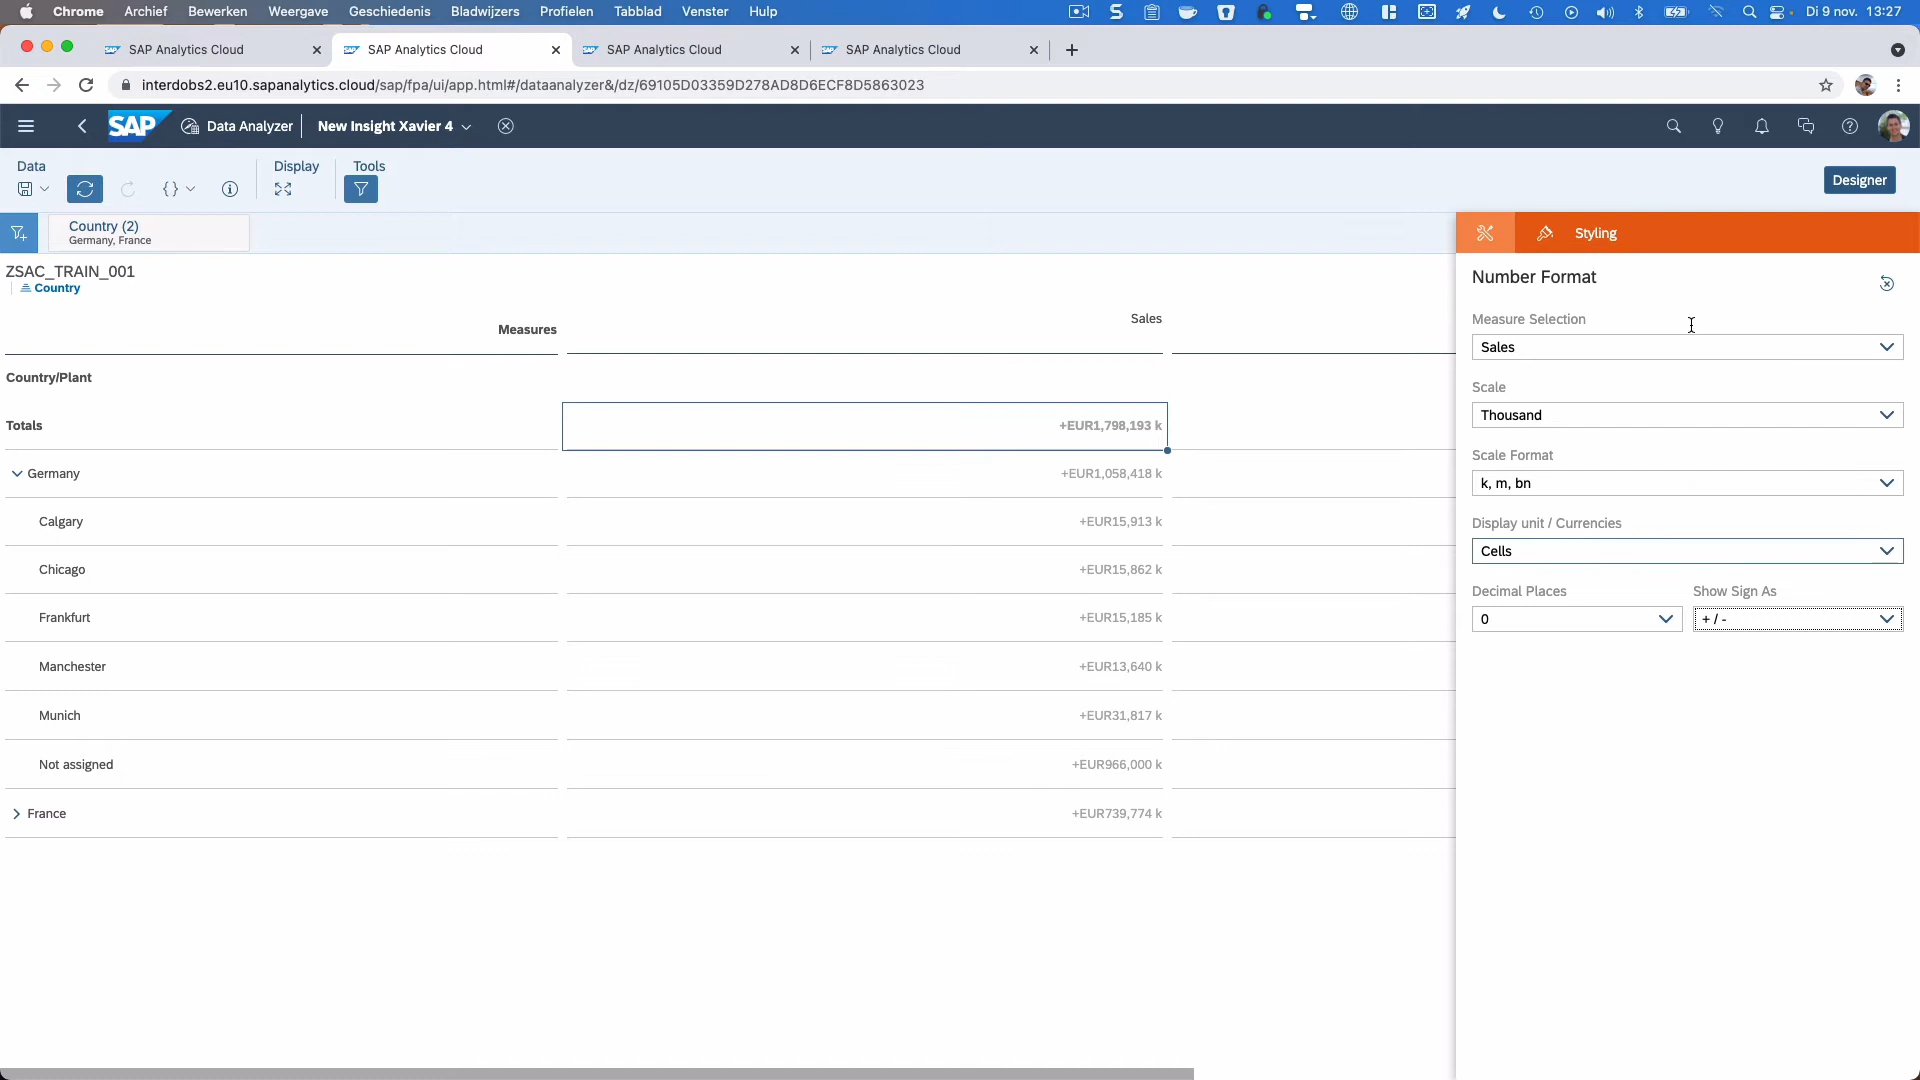 Chrome Archief Bewerken Weergave Geschiedenis Bladwijzers Profielen Tabblad Venster Hulp Di 9 nov. 13:27
SAP Analytics Cloud SAP Analytics Cloud SAP Analytics Cloud SAP Analytics Cloud
interdobs2.eu10.sapanalytics.cloud/sap/fpa/ui/app.html#/dataanalyzer&/dz/69105D03359D278AD8D6ECF8D5863023
SAP Data Analyzer New Insight Xavier 4
Data Display Tools
Designer
Country (2)
Germany, France
Styling
ZSAC_TRAIN_001
Country
Measures Sales
Country/Plant
Totals +EUR1,798,193 k
Germany +EUR1,058,418 k
Calgary +EUR15,913 k
Chicago +EUR15,862 k
Frankfurt +EUR15,185 k
Manchester +EUR13,640 k
Munich +EUR31,817 k
Not assigned +EUR966,000 k
France +EUR739,774 k
Number Format
Measure Selection
Sales
Scale
Thousand
Scale Format
k, m, bn
Display unit / Currencies
Cells
Decimal Places Show Sign As
0 + / -